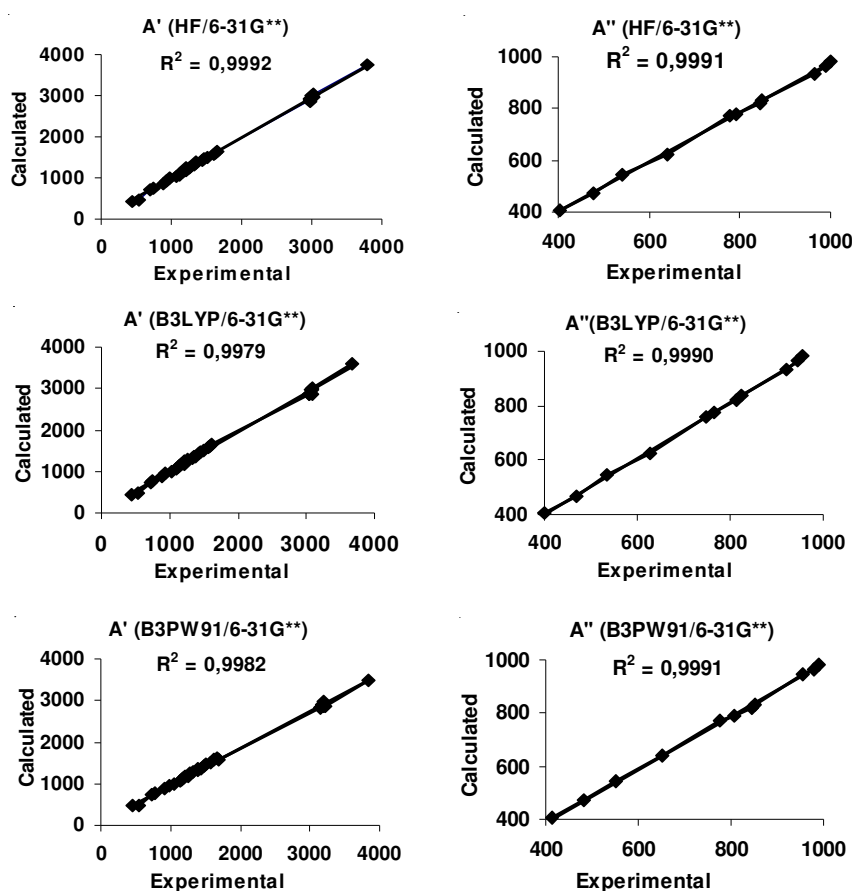 A' (HF/6-31G**)
R² = 0,9992
Calculated
4000
3000
2000
1000
0
0 1000 2000 3000 4000
Experimental
A'' (HF/6-31G**)
R² = 0,9991
Calculated
1000
800
600
400
400 600 800 1000
Experimental
A' (B3LYP/6-31G**)
R² = 0,9979
Calculated
4000
3000
2000
1000
0
0 1000 2000 3000 4000
Experimental
A''(B3LYP/6-31G**)
R² = 0,9990
Calculated
1000
800
600
400
400 600 800 1000
Experimental
A' (B3PW91/6-31G**)
R² = 0,9982
Calculated
4000
3000
2000
1000
0
0 1000 2000 3000 4000
Experimental
A'' (B3PW91/6-31G**)
R² = 0,9991
Calculated
1000
800
600
400
400 600 800 1000
Experimental